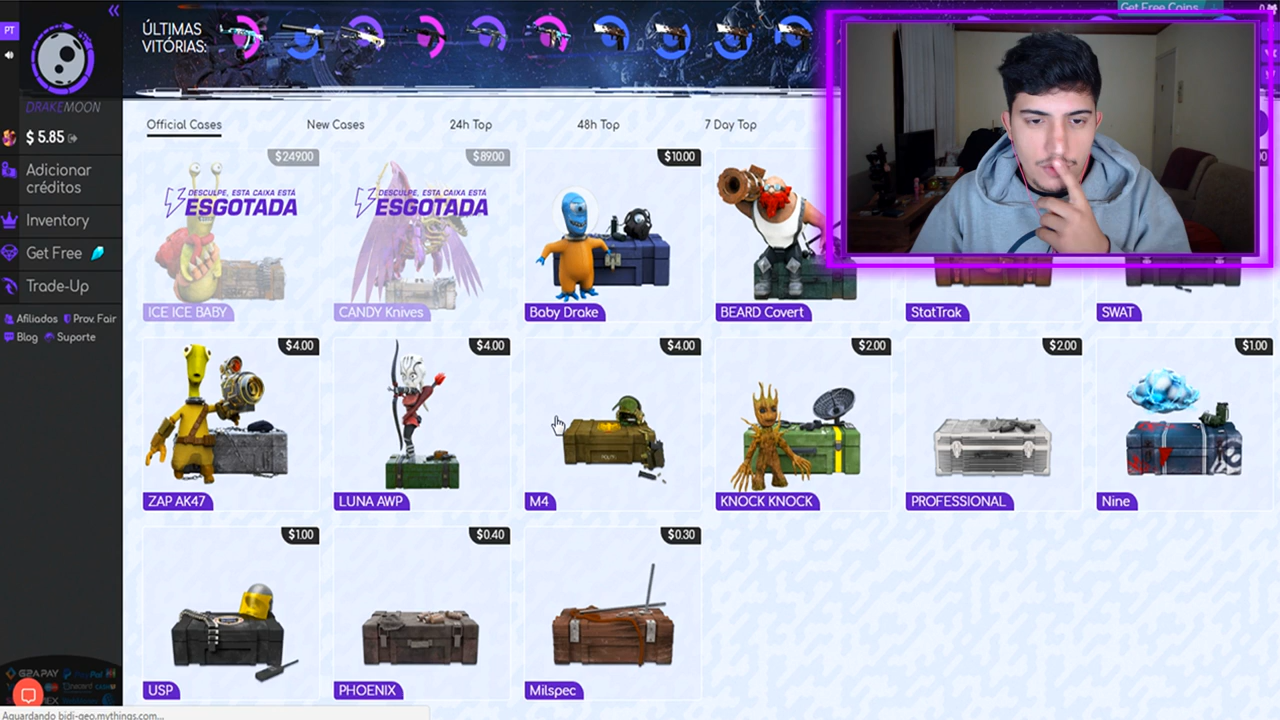 PT
DRAKEMOON
$ 5.85
Adicionar
créditos
Inventory
Get Free
Trade-Up
Afiliados Prov. Fair
Blog Suporte
G2APAY PayPal
ÚLTIMAS
VITÓRIAS:
Get Free Coins
Official Cases New Cases 24h Top 48h Top 7 Day Top
$249.00 $89.00 $10.00
DESCULPE, ESTA CAIXA ESTÁ
ESGOTADA
DESCULPE, ESTA CAIXA ESTÁ
ESGOTADA
ICE ICE BABY CANDY Knives Baby Drake BEARD Covert StatTrak SWAT
$4.00 $4.00 $4.00 $2.00 $2.00 $1.00
ZAP AK47 LUNA AWP M4 KNOCK KNOCK PROFESSIONAL Nine
$1.00 $0.40 $0.30
USP PHOENIX Milspec
Aguardando bidi-geo.mythings.com...